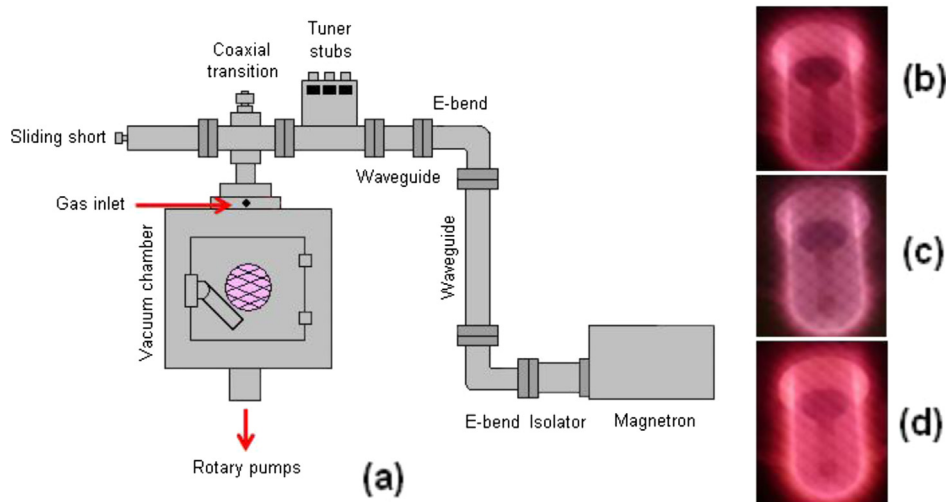 Tuner
stubs
Coaxial
transition
E-bend
Sliding short
Waveguide
Gas inlet
Vacuum chamber
Waveguide
E-bend Isolator
Magnetron
Rotary pumps
(a)
(b)
(c)
(d)